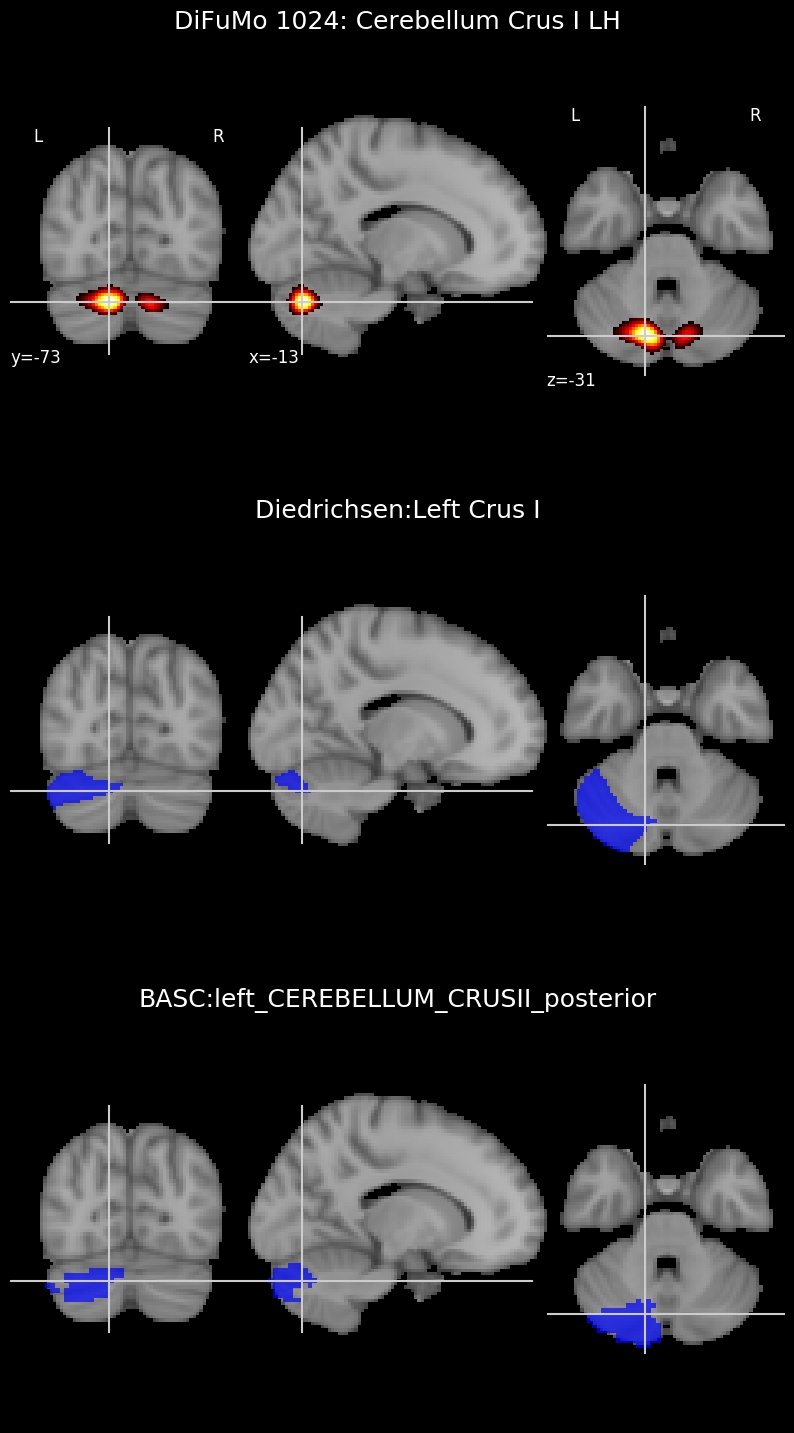 DiFuMo 1024: Cerebellum Crus I LH
L R
L R
y=-73 x=-13
z=-31
Diedrichsen:Left Crus I
BASC:left_CEREBELLUM_CRUSII_posterior